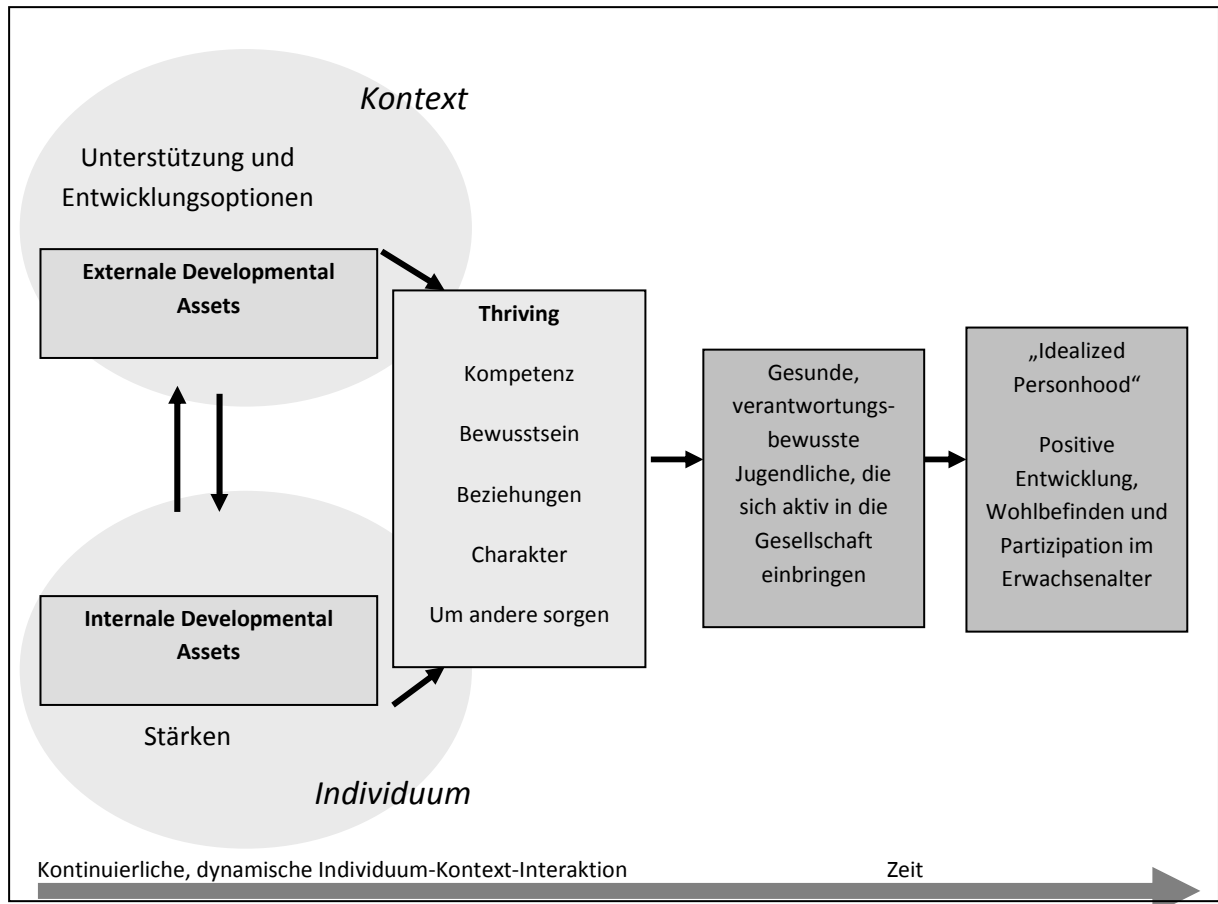 Kontext
Unterstützung und
Entwicklungsoptionen
Externale Developmental
Assets
Internale Developmental
Assets
Stärken
Individuum
Thriving
Kompetenz
Bewusstsein
Beziehungen
Charakter
Um andere sorgen
Gesunde,
verantwortungs-
bewusste
Jugendliche, die
sich aktiv in die
Gesellschaft
einbringen
„Idealized
Personhood“
Positive
Entwicklung,
Wohlbefinden und
Partizipation im
Erwachsenalter
Kontinuierliche, dynamische Individuum-Kontext-Interaktion
Zeit